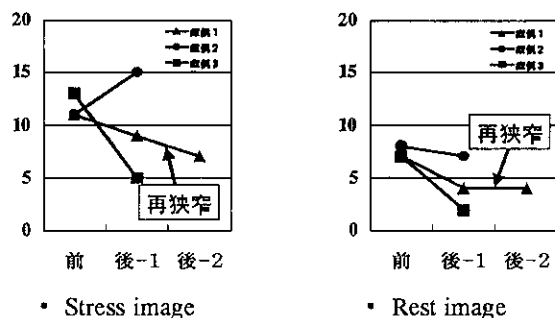 20
15
10
5
0
症例1
症例2
症例3
再狭窄
前 後-1 後-2
• Stress image
20
15
10
5
0
症例1
症例2
症例3
再狭窄
前 後-1 後-2
• Rest image